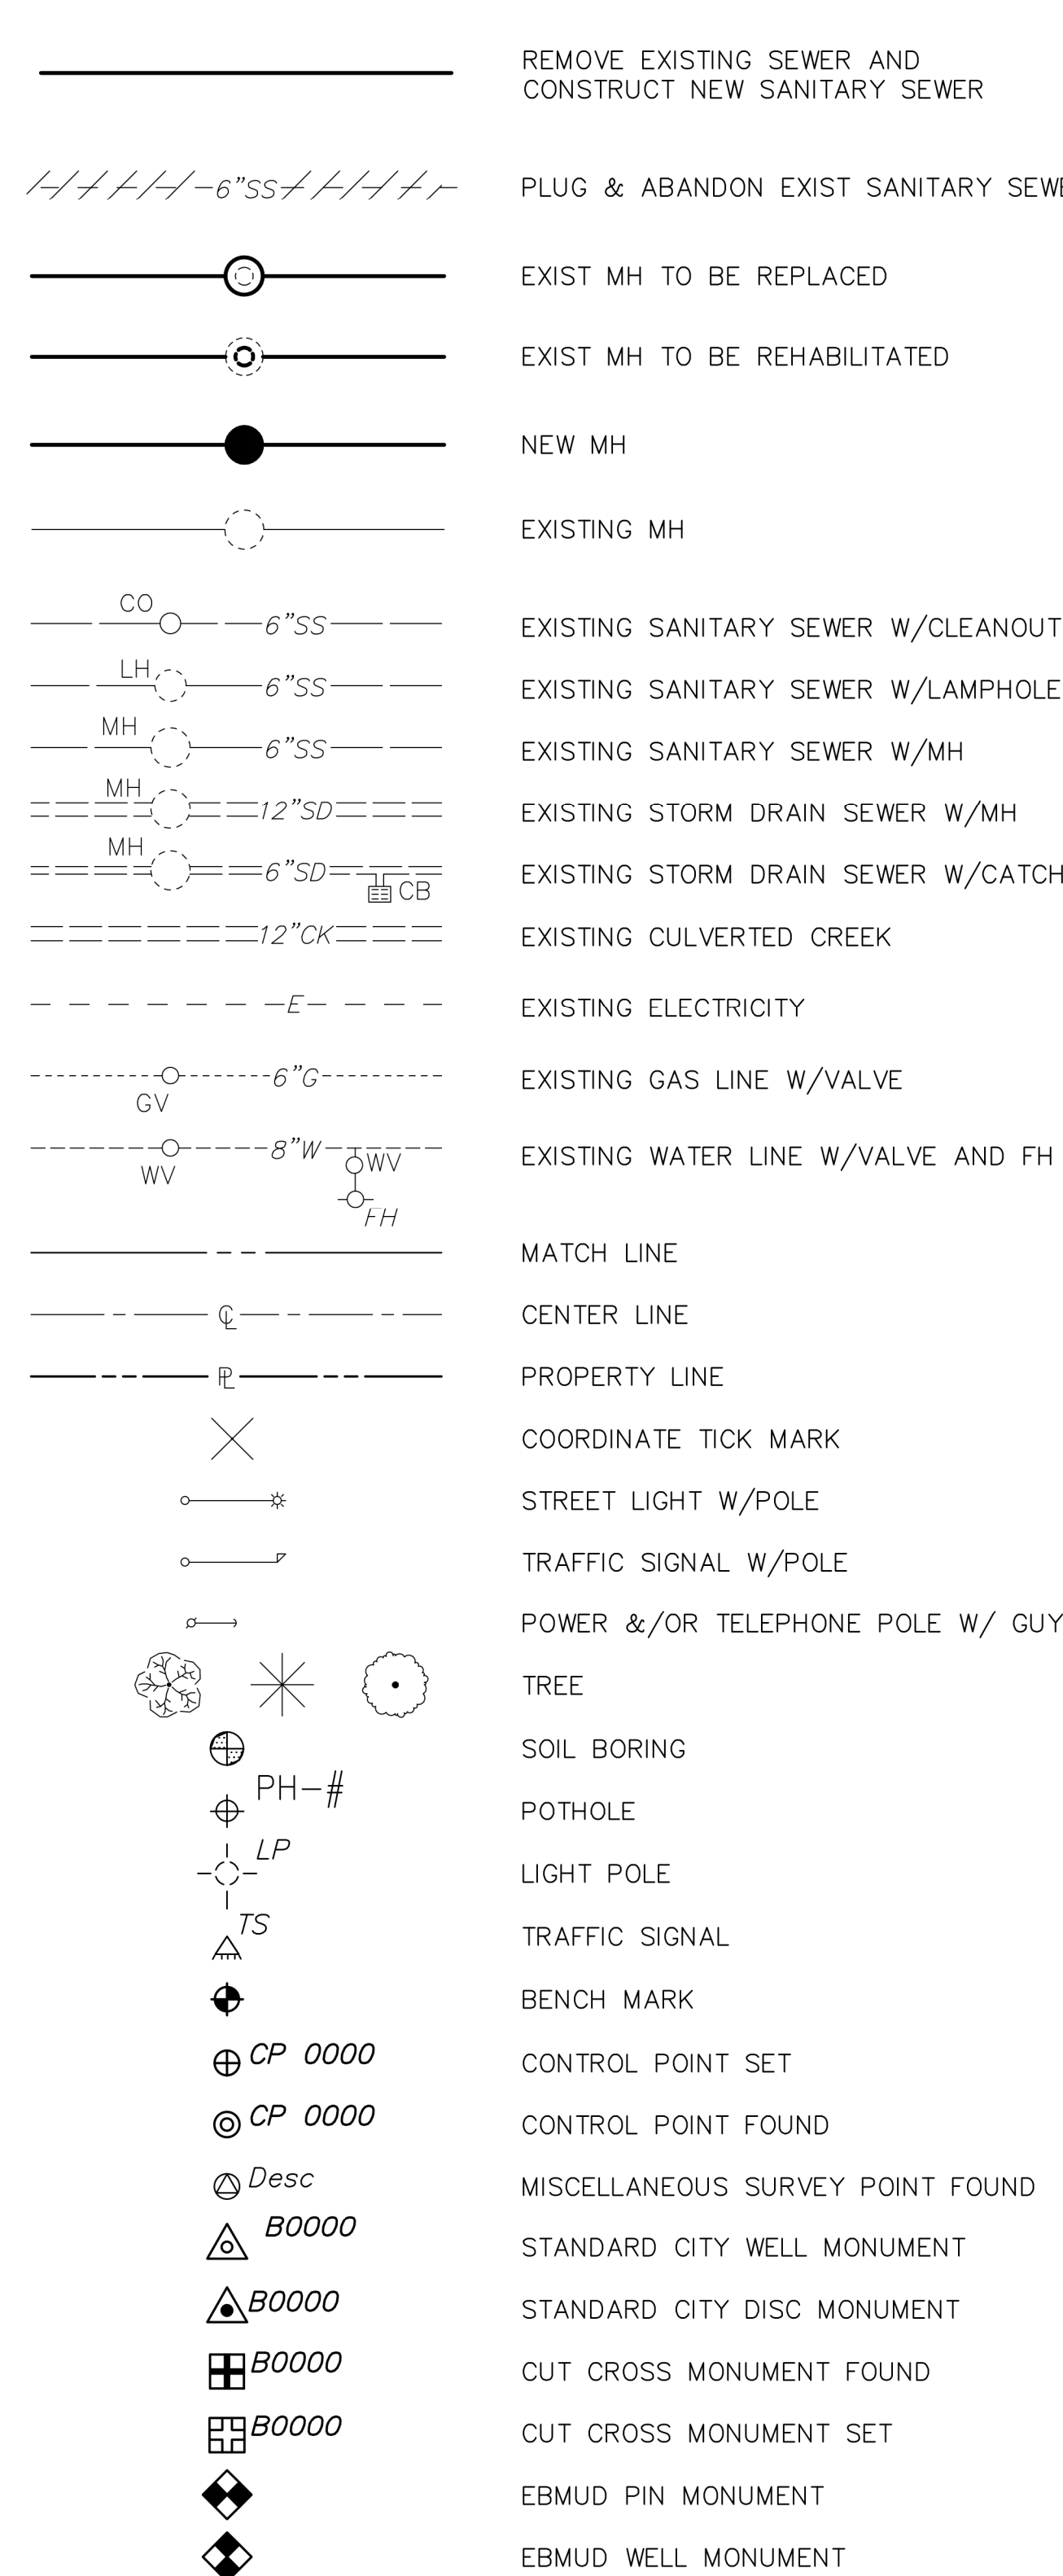 REMOVE EXISTING SEWER AND
CONSTRUCT NEW SANITARY SEWER
6"SS PLUG & ABANDON EXIST SANITARY
EXIST MH TO BE REPLACED
EXIST MH TO BE REHABILITATED
NEW MH
EXISTING MH
CO
6"SS EXISTING SANITARY SEWER W/CLEANOUT
LH
6"SS EXISTING SANITARY SEWER W/LAMPHOLE
MH
6"SS EXISTING SANITARY SEWER W/MH
MH
12"SD EXISTING STORM DRAIN SEWER W/MH
MH
6"SD EXISTING STORM DRAIN SEWER W/CATCH
CB
12"CK EXISTING CULVERTED CREEK
E EXISTING ELECTRICITY
6"G EXISTING GAS LINE W/VALVE
GV
8"W EXISTING WATER LINE W/VALVE AND FH
WV WV
FH
MATCH LINE
℄ CENTER LINE
PL PROPERTY LINE
COORDINATE TICK MARK
STREET LIGHT W/POLE
TRAFFIC SIGNAL W/POLE
POWER &/OR TELEPHONE POLE W/ GUY
TREE
SOIL BORING
PH-#
POTHOLE
LP
LIGHT POLE
TS
TRAFFIC SIGNAL
BENCH MARK
CP 0000 CONTROL POINT SET
CP 0000 CONTROL POINT FOUND
Desc MISCELLANEOUS SURVEY POINT FOUND
B0000 STANDARD CITY WELL MONUMENT
B0000 STANDARD CITY DISC MONUMENT
B0000 CUT CROSS MONUMENT FOUND
B0000 CUT CROSS MONUMENT SET
EBMUD PIN MONUMENT
EBMUD WELL MONUMENT